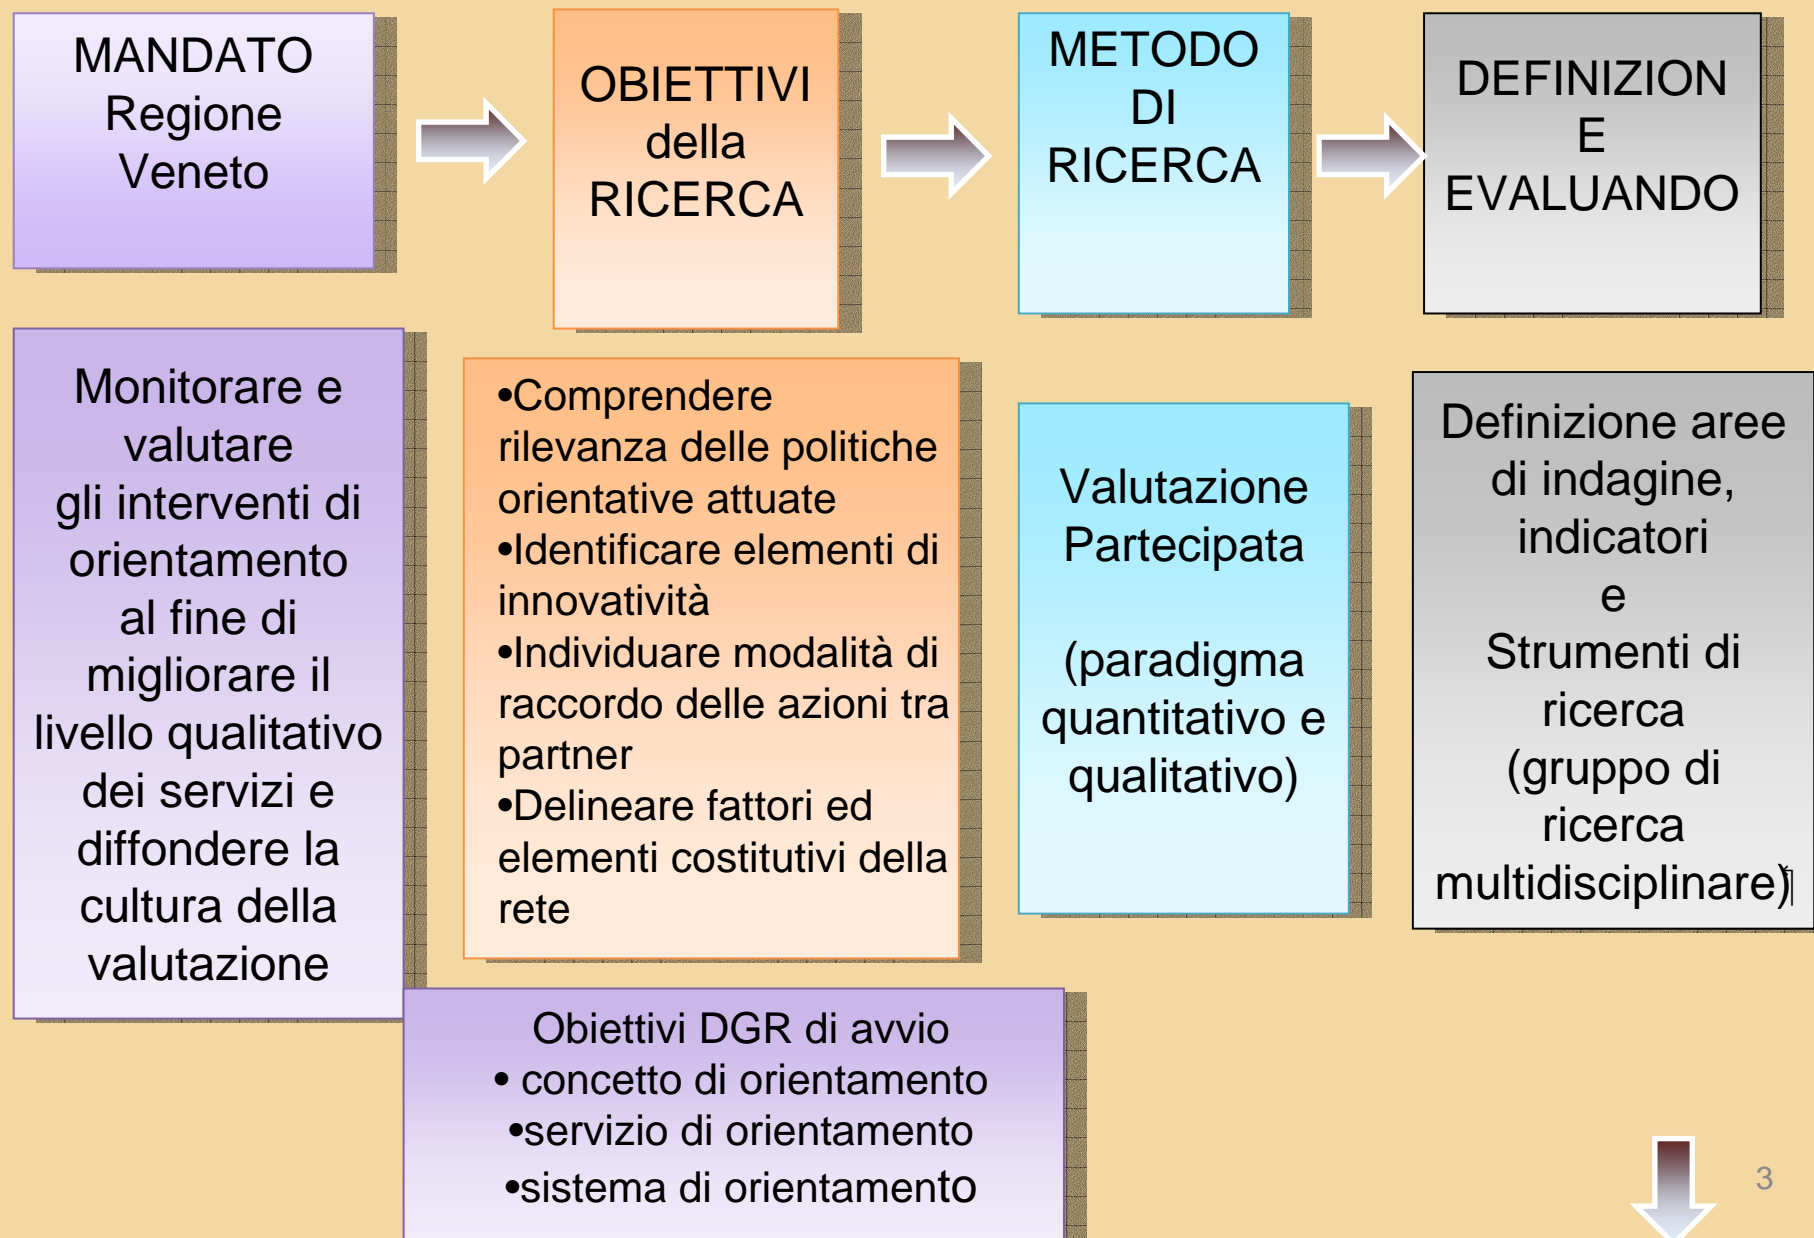 MANDATO
Regione
Veneto
OBIETTIVI
della
RICERCA
METODO
DI
RICERCA
DEFINIZION
E
EVALUANDO
Monitorare e
valutare
gli interventi di
orientamento
al fine di
migliorare il
livello qualitativo
dei servizi e
diffondere la
cultura della
valutazione
•Comprendere
rilevanza delle politiche
orientative attuate
•Identificare elementi di
innovatività
•Individuare modalità di
raccordo delle azioni tra
partner
•Delineare fattori ed
elementi costitutivi della
rete
Valutazione
Partecipata
(paradigma
quantitativo e
qualitativo)
Definizione aree
di indagine,
indicatori
e
Strumenti di
ricerca
(gruppo di
ricerca
multidisciplinare)
Obiettivi DGR di avvio
• concetto di orientamento
•servizio di orientamento
•sistema di orientamento
3